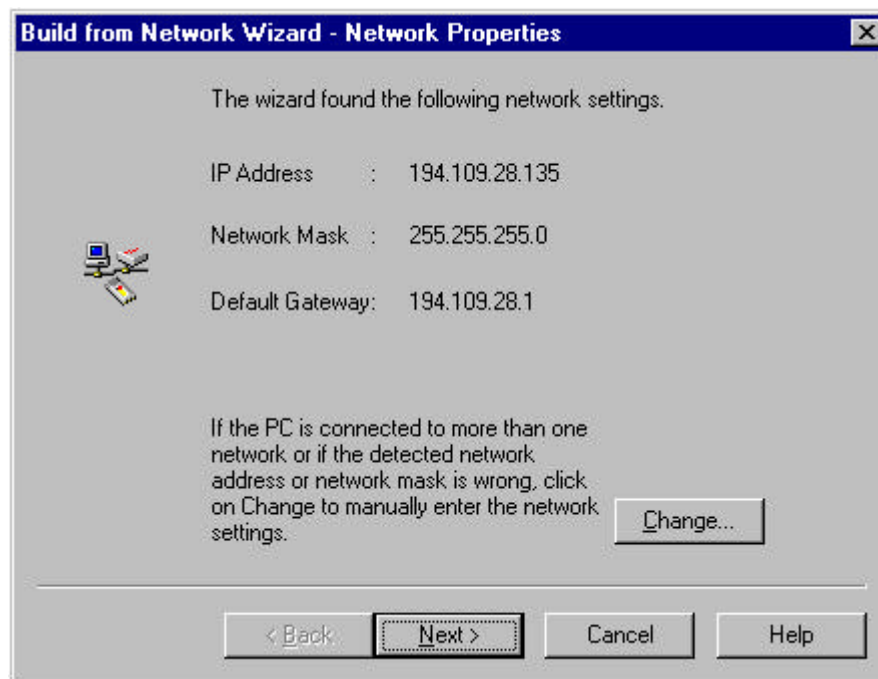 Build from Network Wizard - Network Properties
The wizard found the following network settings.
IP Address : 194.109.28.135
Network Mask : 255.255.255.0
Default Gateway: 194.109.28.1
If the PC is connected to more than one
network or if the detected network
address or network mask is wrong, click
on Change to manually enter the network
settings.
Change...
< Back Next > Cancel Help